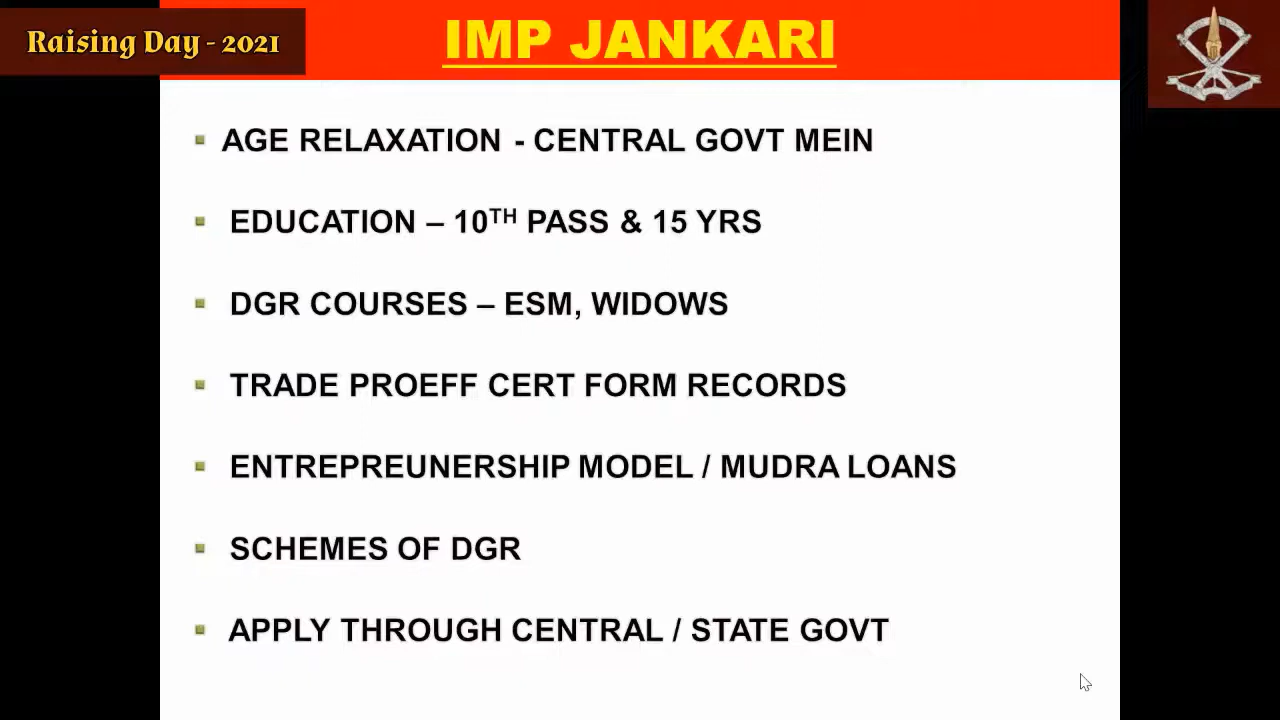 Raising Day - 2021
IMP JANKARI
▪ AGE RELAXATION - CENTRAL GOVT MEIN
▪ EDUCATION – 10TH PASS & 15 YRS
▪ DGR COURSES – ESM, WIDOWS
▪ TRADE PROEFF CERT FORM RECORDS
▪ ENTREPREUNERSHIP MODEL / MUDRA LOANS
▪ SCHEMES OF DGR
▪ APPLY THROUGH CENTRAL / STATE GOVT